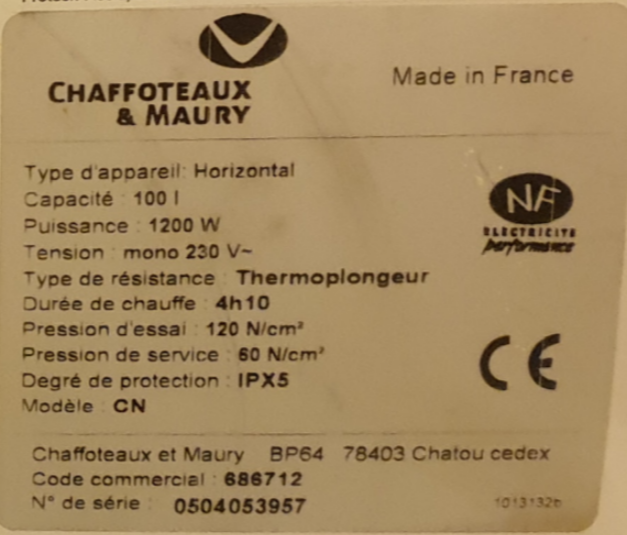 CHAFFOTEAUX
& MAURY
Made in France
Type d'appareil: Horizontal
Capacité : 100 l
Puissance : 1200 W
Tension : mono 230 V~
Type de résistance : Thermoplongeur
Durée de chauffe : 4h10
Pression d'essai : 120 N/cm²
Pression de service : 60 N/cm²
Degré de protection : IPX5
Modèle : CN
NF
ELECTRICITE
performance
CE
Chaffoteaux et Maury BP64 78403 Chatou cedex
Code commercial : 686712
N° de série : 0504053957
1013132b